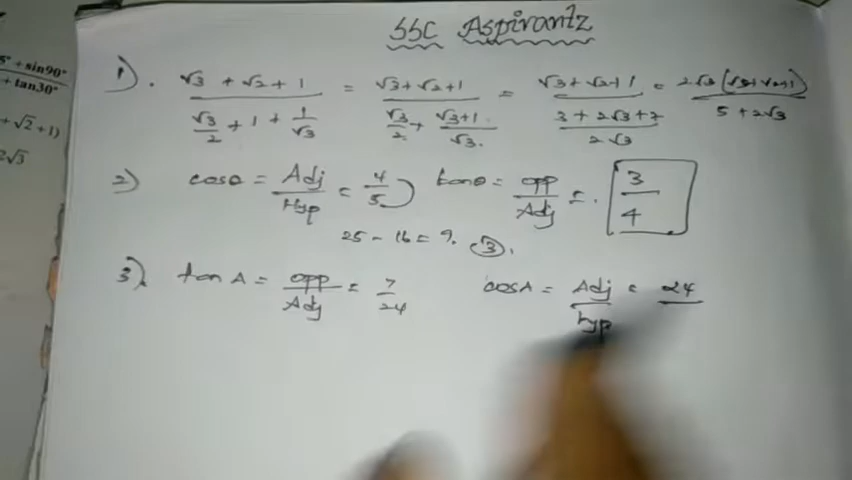 SSC Aspirantz
5° + sin90°
+ tan30°
+ √2 + 1)
2√3
1). (√3 + √2 + 1)/(√3/2 + 1 + 1/√3) = (√3+√2+1)/(√3/2 + (√3+1)/√3.) = (√3+√2+1)/((3+2√3+2)/2√3) = 2√3(√3+√2+1)/(5+2√3)
2) cosθ = Adj/Hyp = 4/5 tanθ = opp/Adj = . 3/4
25 - 16 = 9. 3.
3). tan A = opp/Adj = 7/24 cosA = Adj/hyp = 24